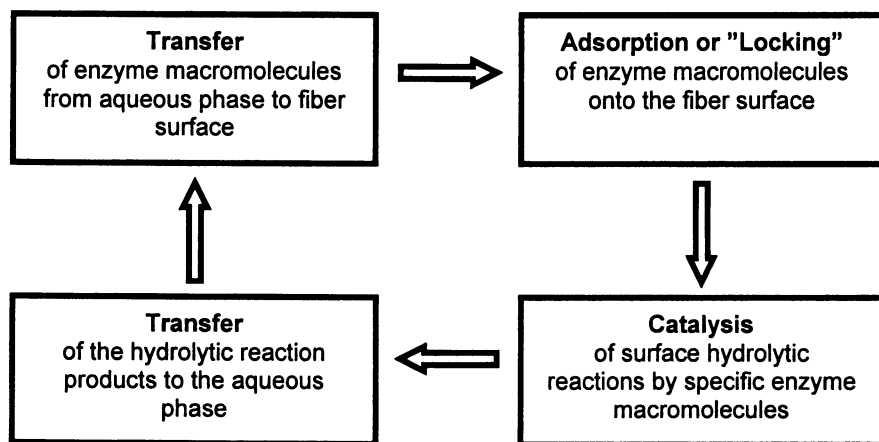 Transfer
of enzyme macromolecules
from aqueous phase to fiber
surface
Adsorption or "Locking”
of enzyme macromolecules
onto the fiber surface
Transfer
of the hydrolytic reaction
products to the aqueous
phase
Catalysis
of surface hydrolytic
reactions by specific enzyme
macromolecules